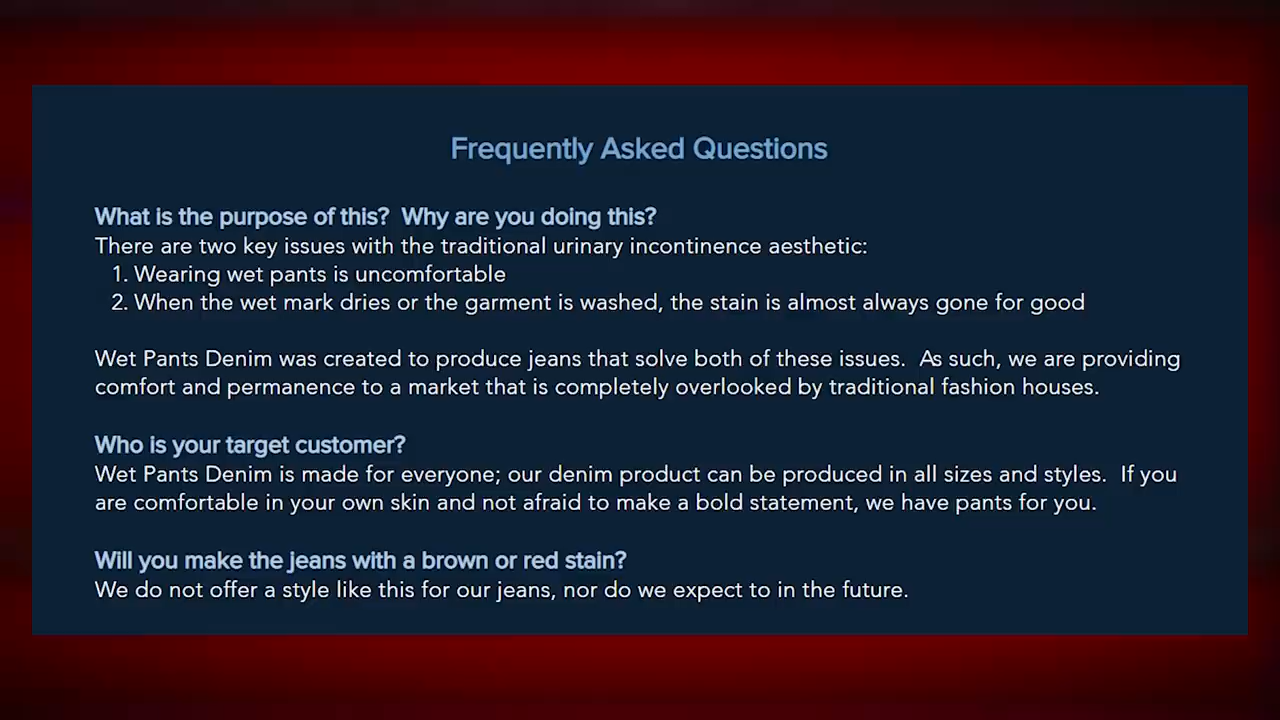 Frequently Asked Questions
What is the purpose of this?  Why are you doing this?
There are two key issues with the traditional urinary incontinence aesthetic:
1. Wearing wet pants is uncomfortable
2. When the wet mark dries or the garment is washed, the stain is almost always gone for good
Wet Pants Denim was created to produce jeans that solve both of these issues.  As such, we are providing
comfort and permanence to a market that is completely overlooked by traditional fashion houses.
Who is your target customer?
Wet Pants Denim is made for everyone; our denim product can be produced in all sizes and styles.  If you
are comfortable in your own skin and not afraid to make a bold statement, we have pants for you.
Will you make the jeans with a brown or red stain?
We do not offer a style like this for our jeans, nor do we expect to in the future.